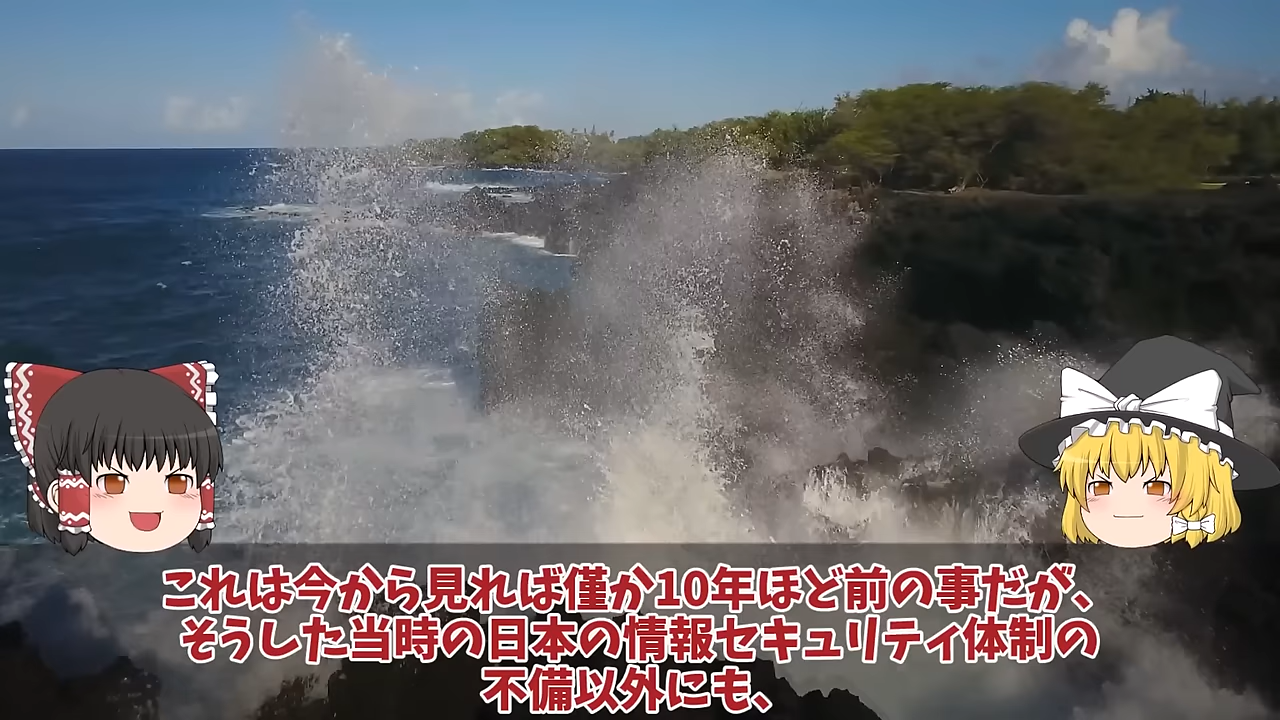 これは今から見れば僅か10年ほど前の事だが、
そうした当時の日本の情報セキュリティ体制の
不備以外にも、